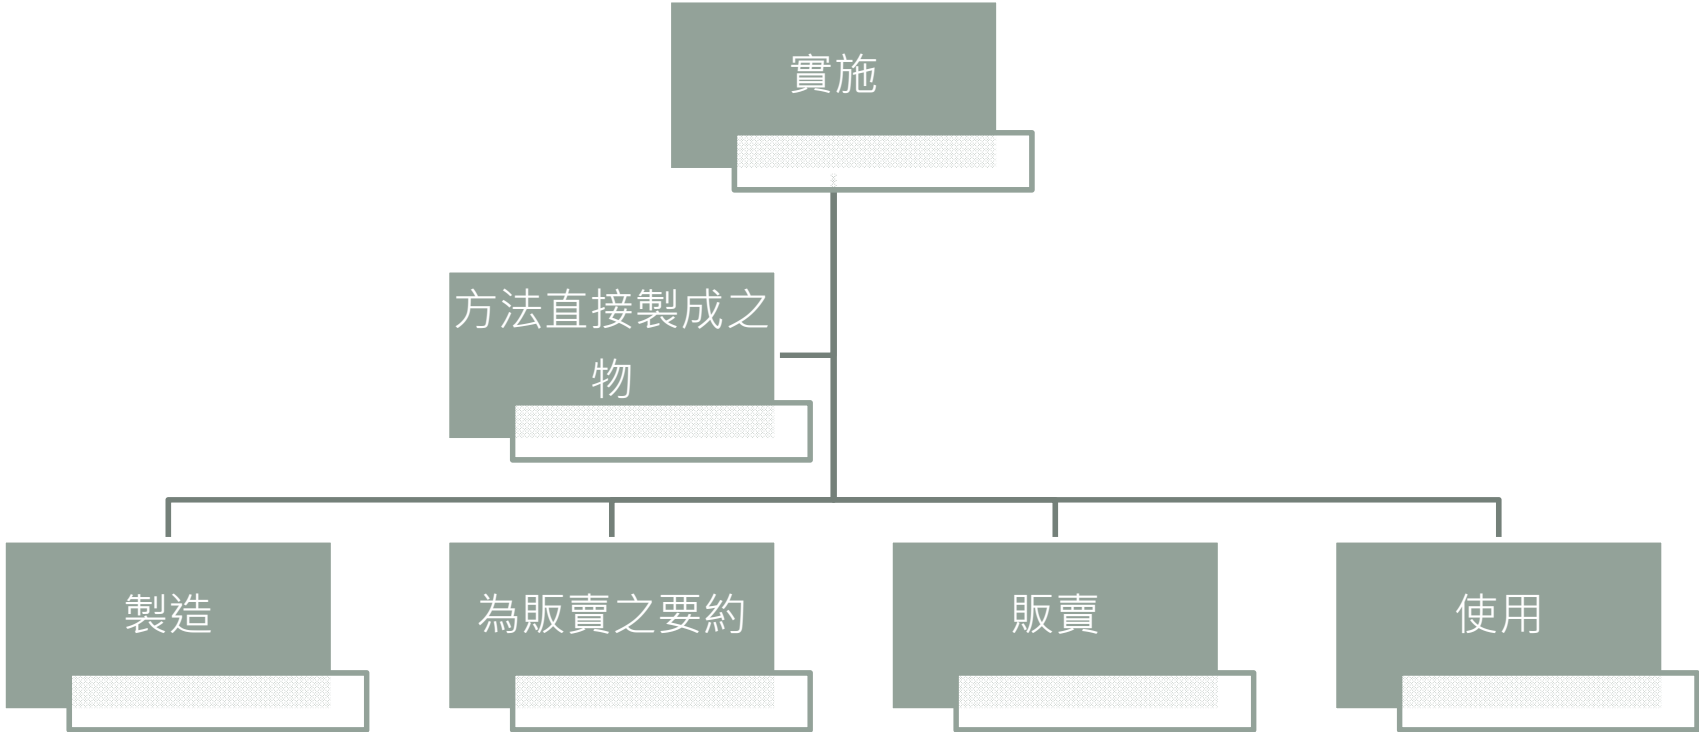 實施
方法直接製成之
物
製造
為販賣之要約
販賣
使用